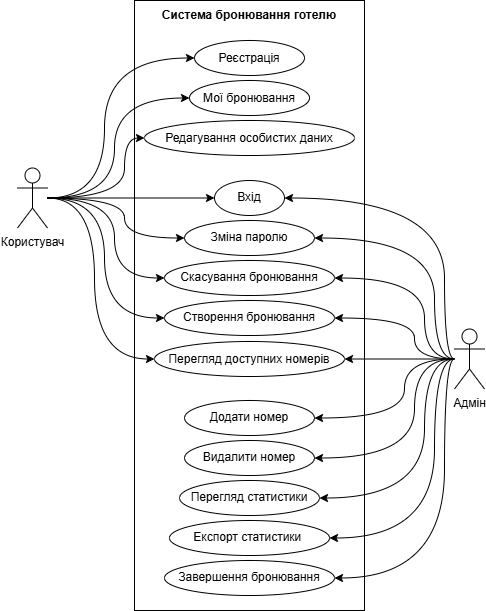 Система бронювання готелю
Реєстрація
Мої бронювання
Редагування особистих даних
Вхід
Користувач
Зміна паролю
Скасування бронювання
Створення бронювання
Перегляд доступних номерів
Адмін
Додати номер
Видалити номер
Перегляд статистики
Експорт статистики
Завершення бронювання